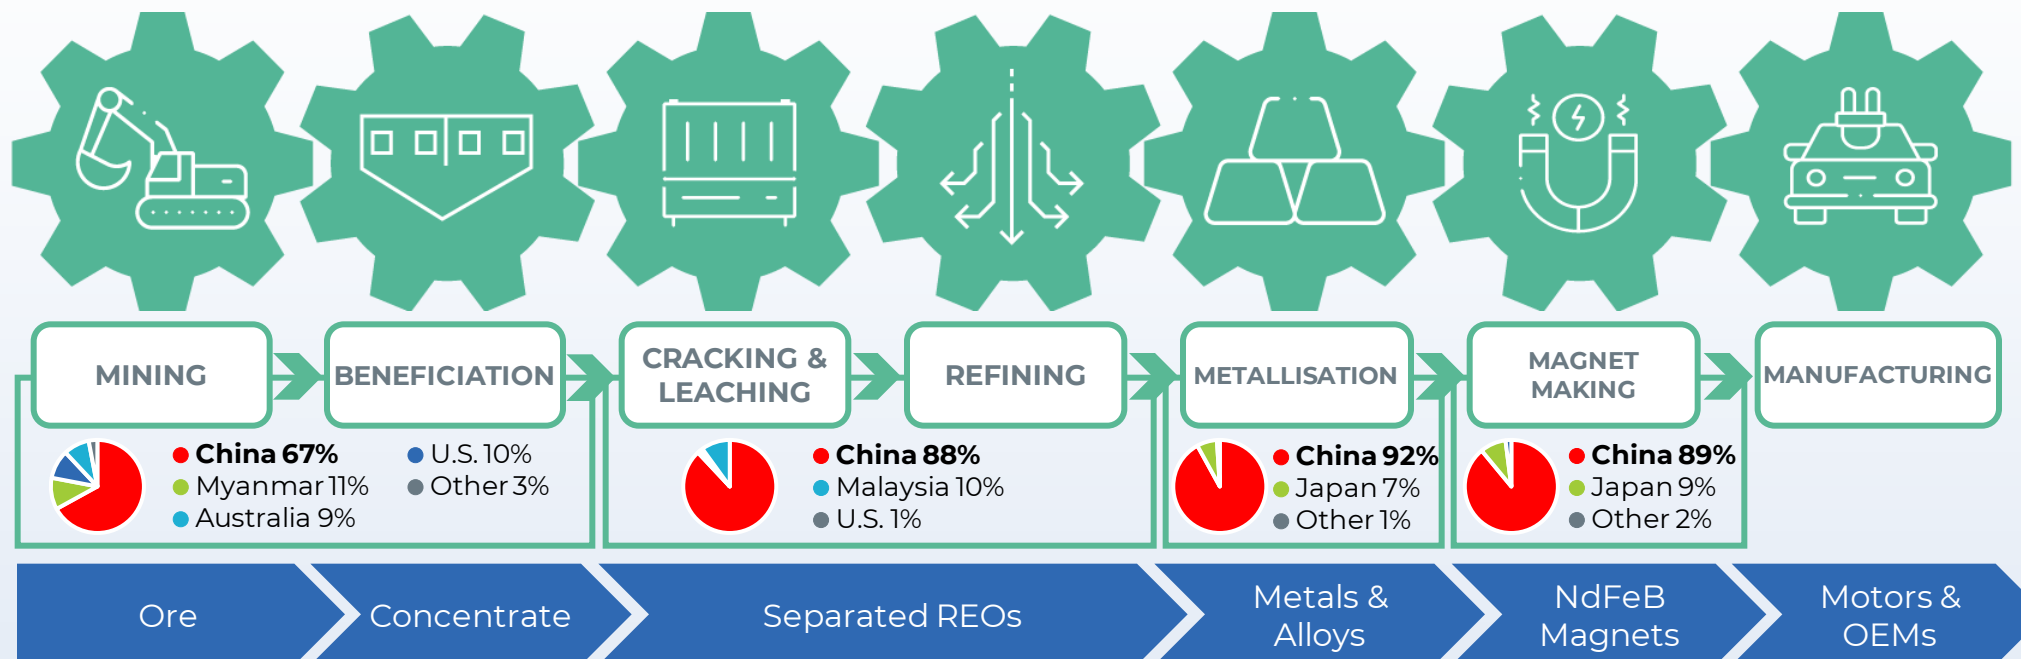 MINING
BENEFICIATION
CRACKING &
LEACHING
REFINING
METALLISATION
MAGNET
MAKING
MANUFACTURING
China 67%
Myanmar 11%
Australia 9%
U.S. 10%
Other 3%
China 88%
Malaysia 10%
U.S. 1%
China 92%
Japan 7%
Other 1%
China 89%
Japan 9%
Other 2%
Ore
Concentrate
Separated REOs
Metals &
Alloys
NdFeB
Magnets
Motors &
OEMs